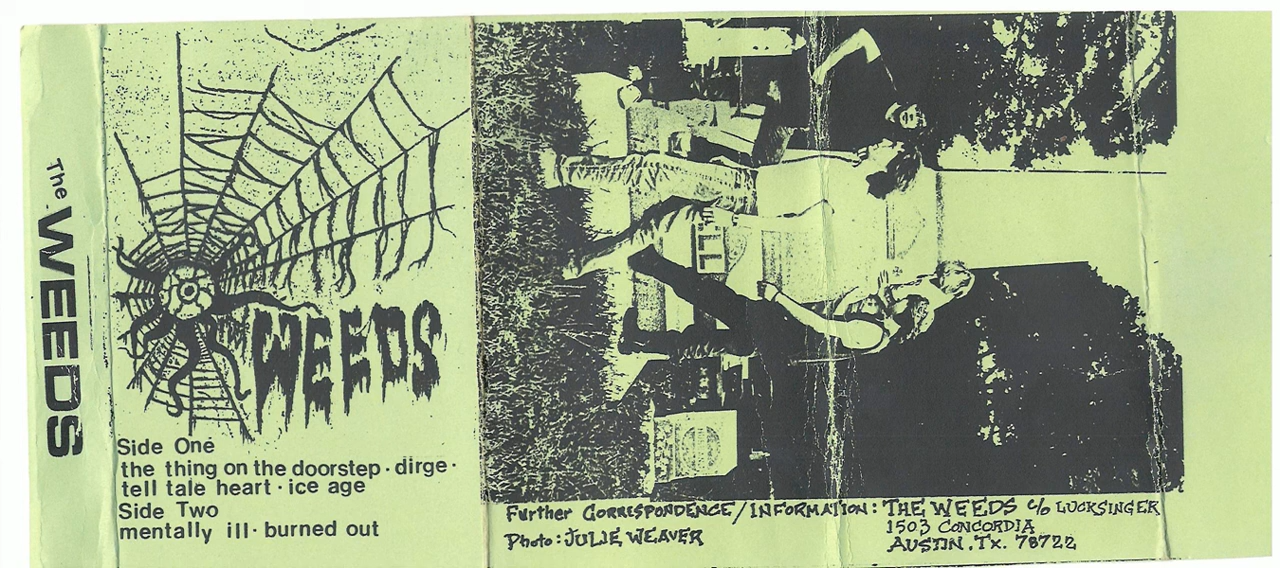 The WEEDS
THE WEEDS
Side One
the thing on the doorstep · dirge ·
tell tale heart · ice age
Side Two
mentally ill · burned out
Further CORRESPONDENCE / INFORMATION : THE WEEDS c/o LUCKSINGER
1503 CONCORDIA
AUSTIN, Tx. 78722
Photo : JULIE WEAVER